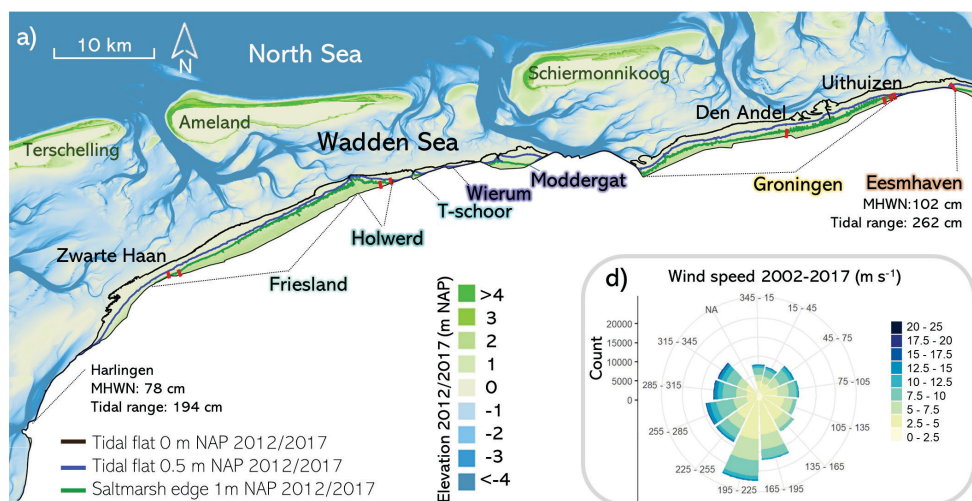 a)
10 km
N
North Sea
Schiermonnikoog
Uithuizen
Den Andel
Ameland
Terschelling
Wadden Sea
Wierum
Moddergat
T-schoor
Holwerd
Groningen
Eesmhaven
MHWN:102 cm
Tidal range: 262 cm
Zwarte Haan
Friesland
Harlingen
MHWN: 78 cm
Tidal range: 194 cm
Tidal flat 0 m NAP 2012/2017
Tidal flat 0.5 m NAP 2012/2017
Saltmarsh edge 1m NAP 2012/2017
Elevation 2012/2017 (m NAP)
>4
3
2
1
0
-1
-2
-3
<-4
d)
Wind speed 2002-2017 (m s⁻¹)
Count
20000
15000
10000
5000
0
NA
345 - 15
15 - 45
45 - 75
75 - 105
105 - 135
135 - 165
165 - 195
195 - 225
225 - 255
255 - 285
285 - 315
315 - 345
20 - 25
17.5 - 20
15 - 17.5
12.5 - 15
10 - 12.5
7.5 - 10
5 - 7.5
2.5 - 5
0 - 2.5